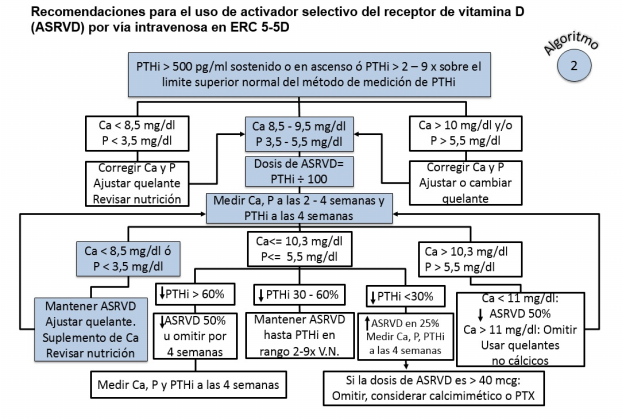 Recomendaciones para el uso de activador selectivo del receptor de vitamina D
(ASRVD) por vía intravenosa en ERC 5-5D
Algoritmo
2
PTHi > 500 pg/ml sostenido o en ascenso ó PTHi > 2 – 9 x sobre el
limite superior normal del método de medición de PTHi
Ca < 8,5 mg/dl
P < 3,5 mg/dl
Ca 8,5 - 9,5 mg/dl
P 3,5 - 5,5 mg/dl
Ca > 10 mg/dl y/o
P > 5,5 mg/dl
Corregir Ca y P
Ajustar quelante
Revisar nutrición
Dosis de ASRVD=
PTHi ÷ 100
Corregir Ca y P
Ajustar o cambiar
quelante
Medir Ca, P a las 2 - 4 semanas y
PTHi a las 4 semanas
Ca < 8,5 mg/dl ó
P < 3,5 mg/dl
Ca<= 10,3 mg/dl
P<= 5,5 mg/dl
Ca > 10,3 mg/dl
P > 5,5 mg/dl
Mantener ASRVD
Ajustar quelante.
Suplemento de Ca
Revisar nutrición
↓PTHi > 60%
↓PTHi 30 - 60%
↓PTHi <30%
↓ASRVD 50%
u omitir por
4 semanas
Mantener ASRVD
hasta PTHi en
rango 2-9x V.N.
↑ASRVD en 25%
Medir Ca, P, PTHi
a las 4 semanas
Ca < 11 mg/dl:
↓ ASRVD 50%
Ca > 11 mg/dl: Omitir
Usar quelantes
no cálcicos
Medir Ca, P y PTHi a las 4 semanas
Si la dosis de ASRVD es > 40 mcg:
Omitir, considerar calcimimético o PTX